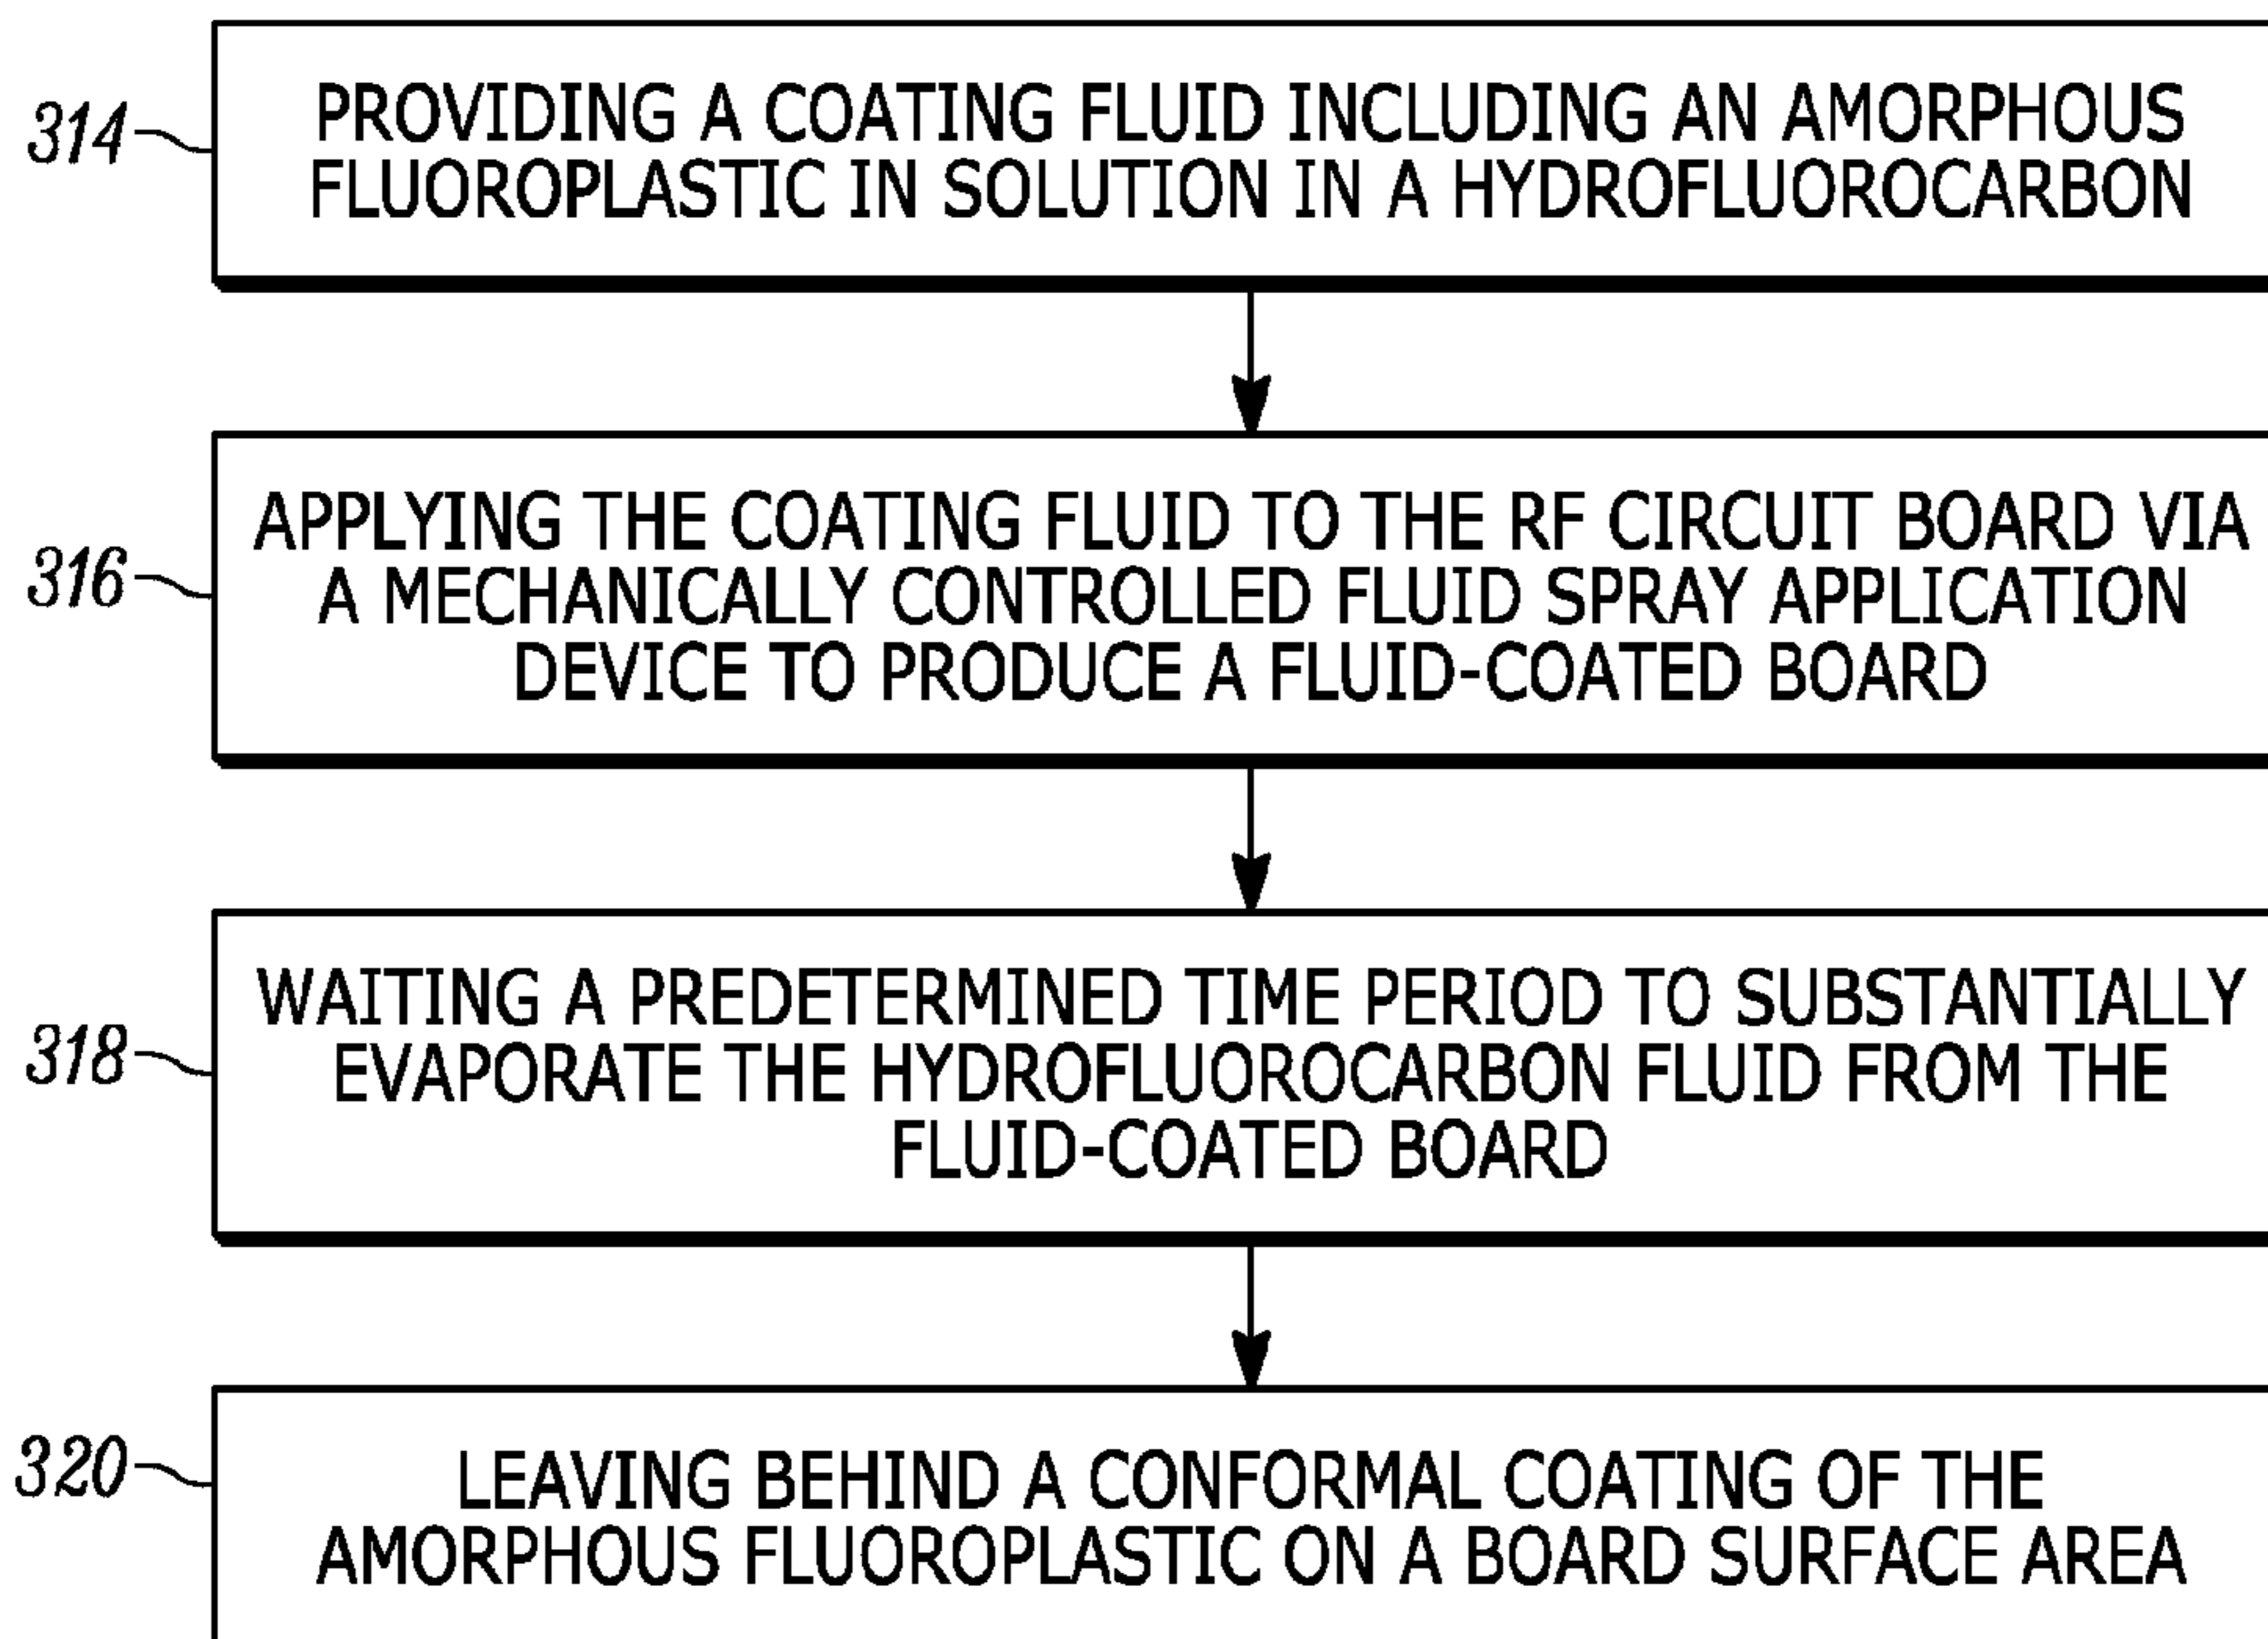 314
PROVIDING A COATING FLUID INCLUDING AN AMORPHOUS
FLUOROPLASTIC IN SOLUTION IN A HYDROFLUOROCARBON
316
APPLYING THE COATING FLUID TO THE RF CIRCUIT BOARD VIA
A MECHANICALLY CONTROLLED FLUID SPRAY APPLICATION
DEVICE TO PRODUCE A FLUID-COATED BOARD
318
WAITING A PREDETERMINED TIME PERIOD TO SUBSTANTIALLY
EVAPORATE THE HYDROFLUOROCARBON FLUID FROM THE
FLUID-COATED BOARD
320
LEAVING BEHIND A CONFORMAL COATING OF THE
AMORPHOUS FLUOROPLASTIC ON A BOARD SURFACE AREA